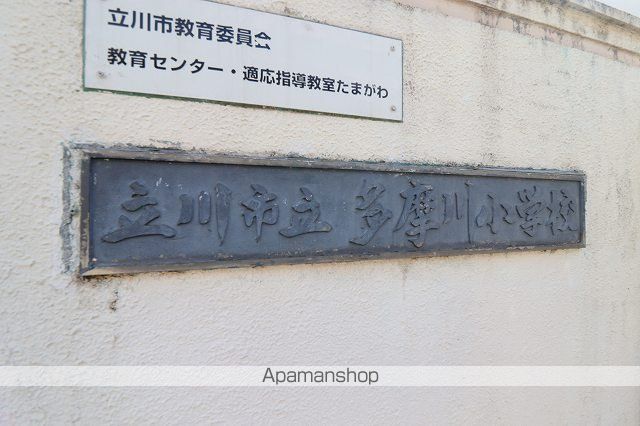 立川市教育委員会
教育センター・適応指導教室たまがわ
立川市立 多摩川小学校
Apamanshop